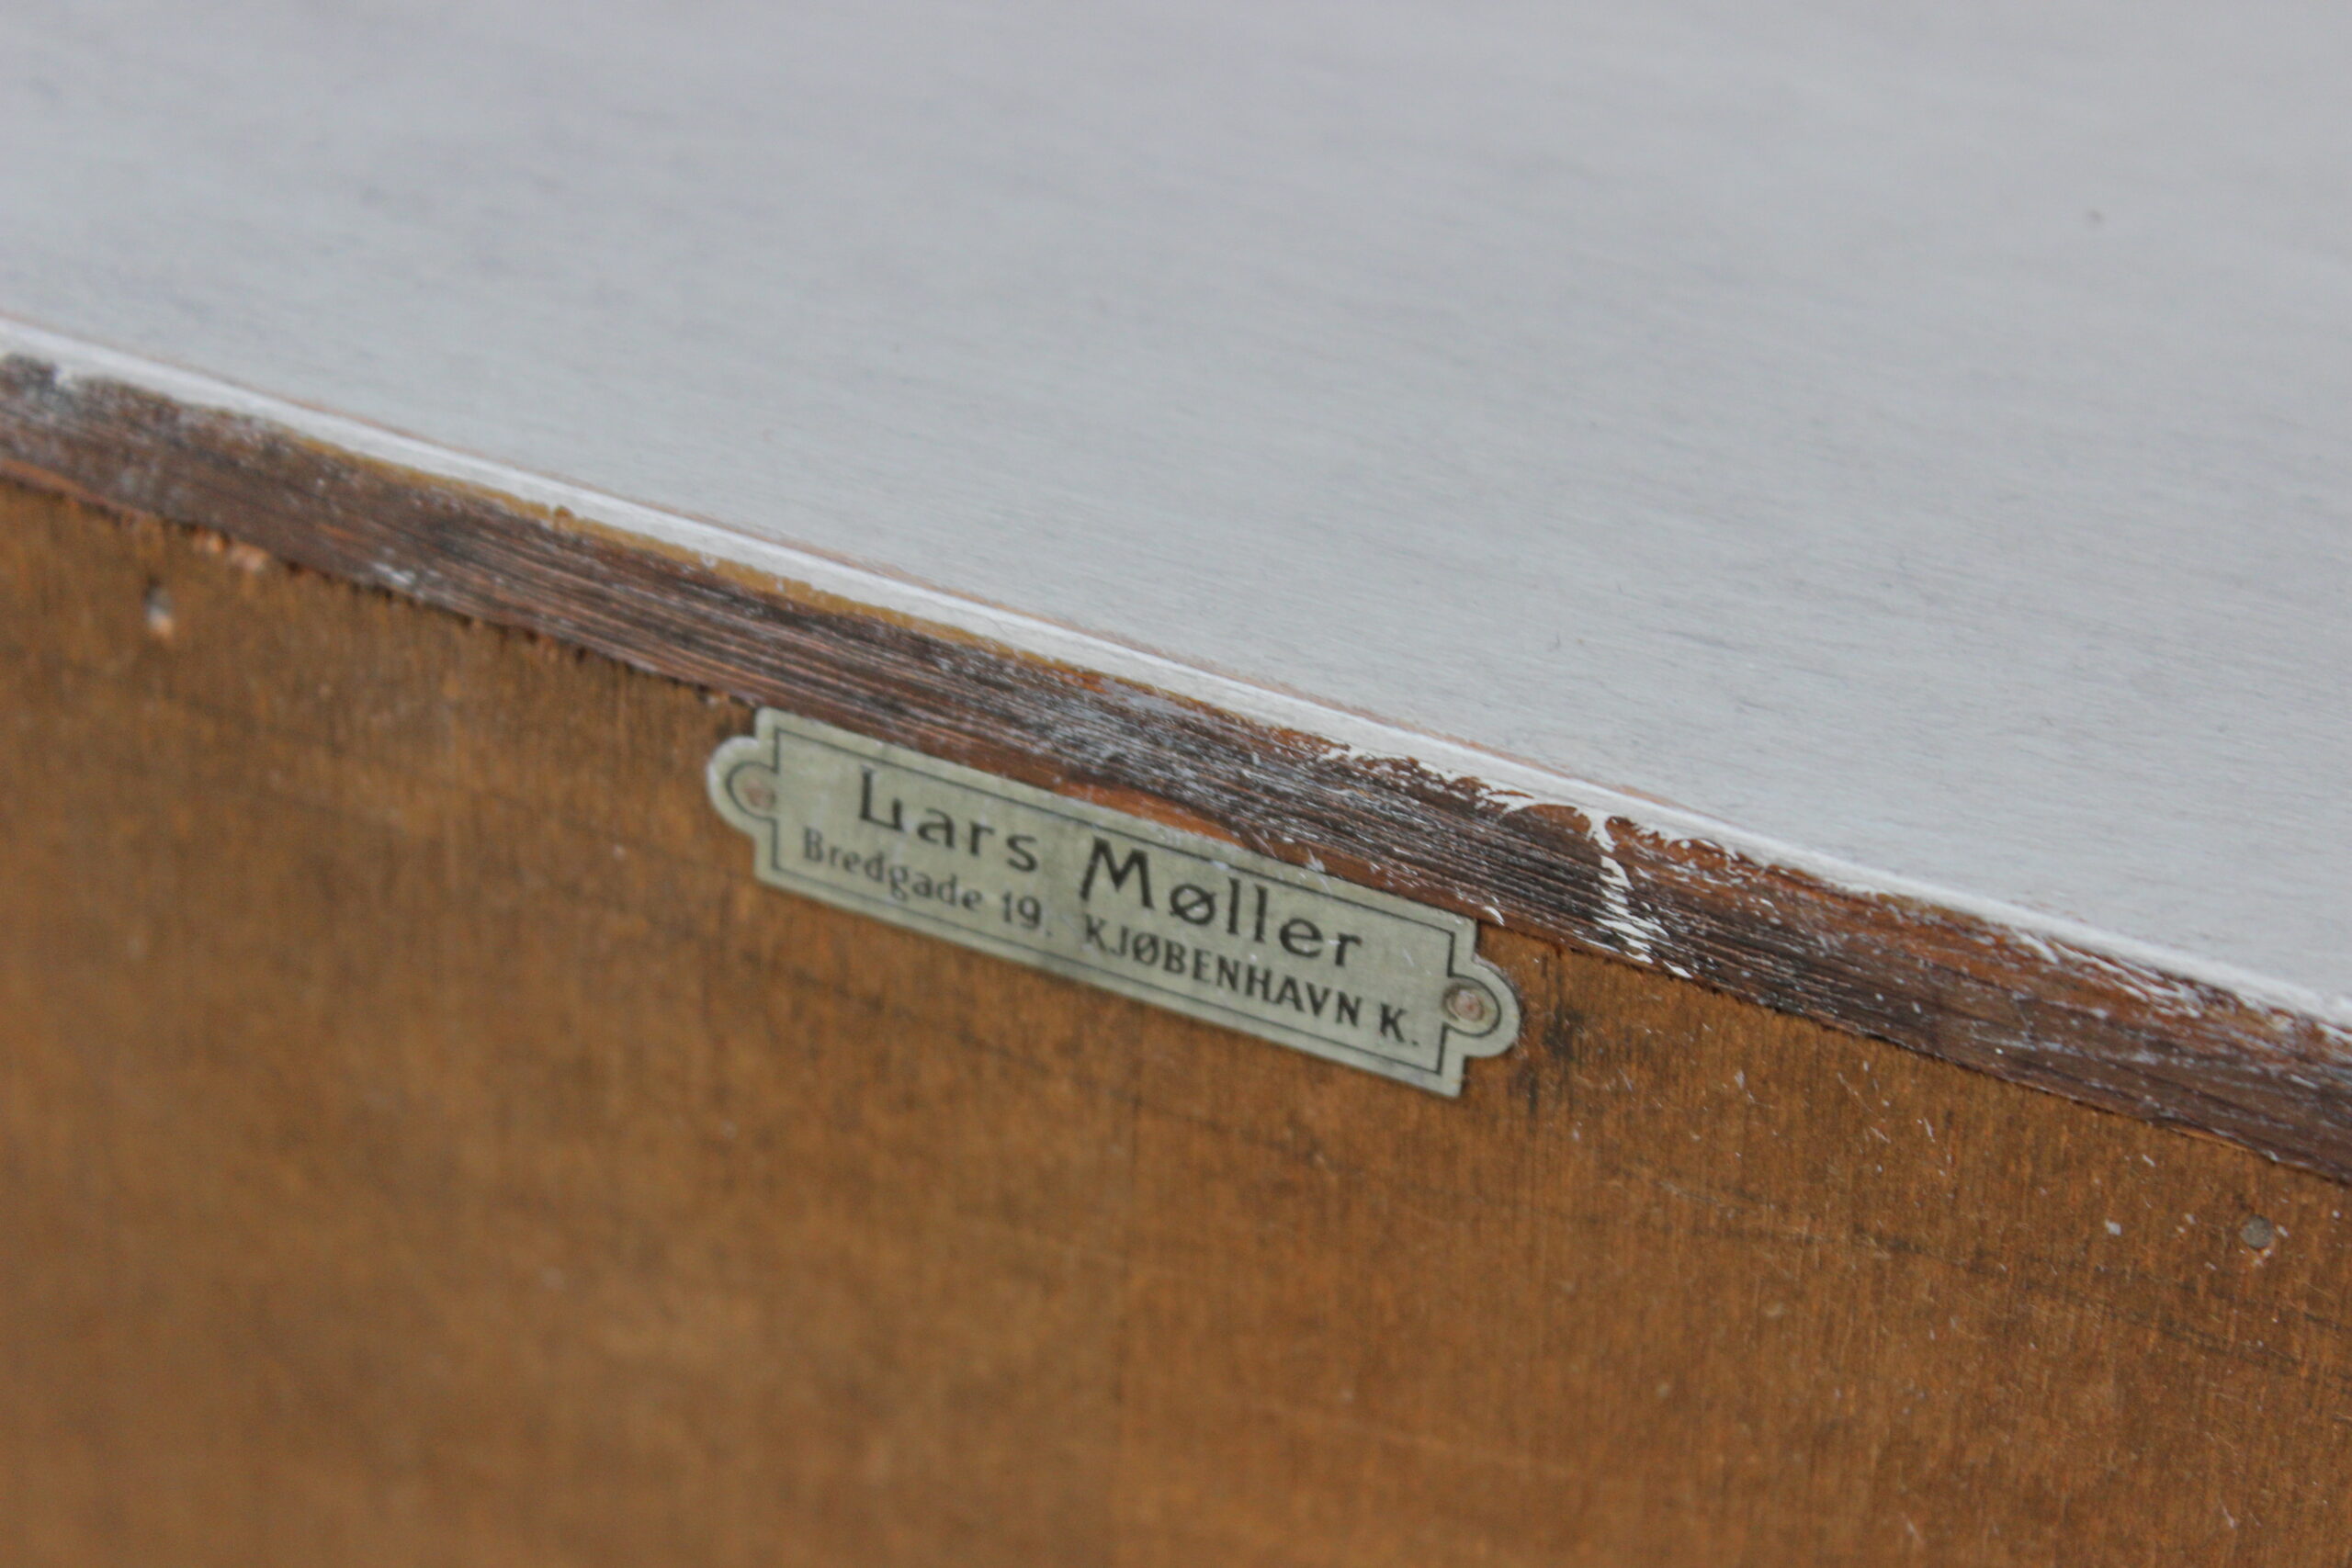 Lars Møller
Bredgade 19. KJØBENHAVN K.